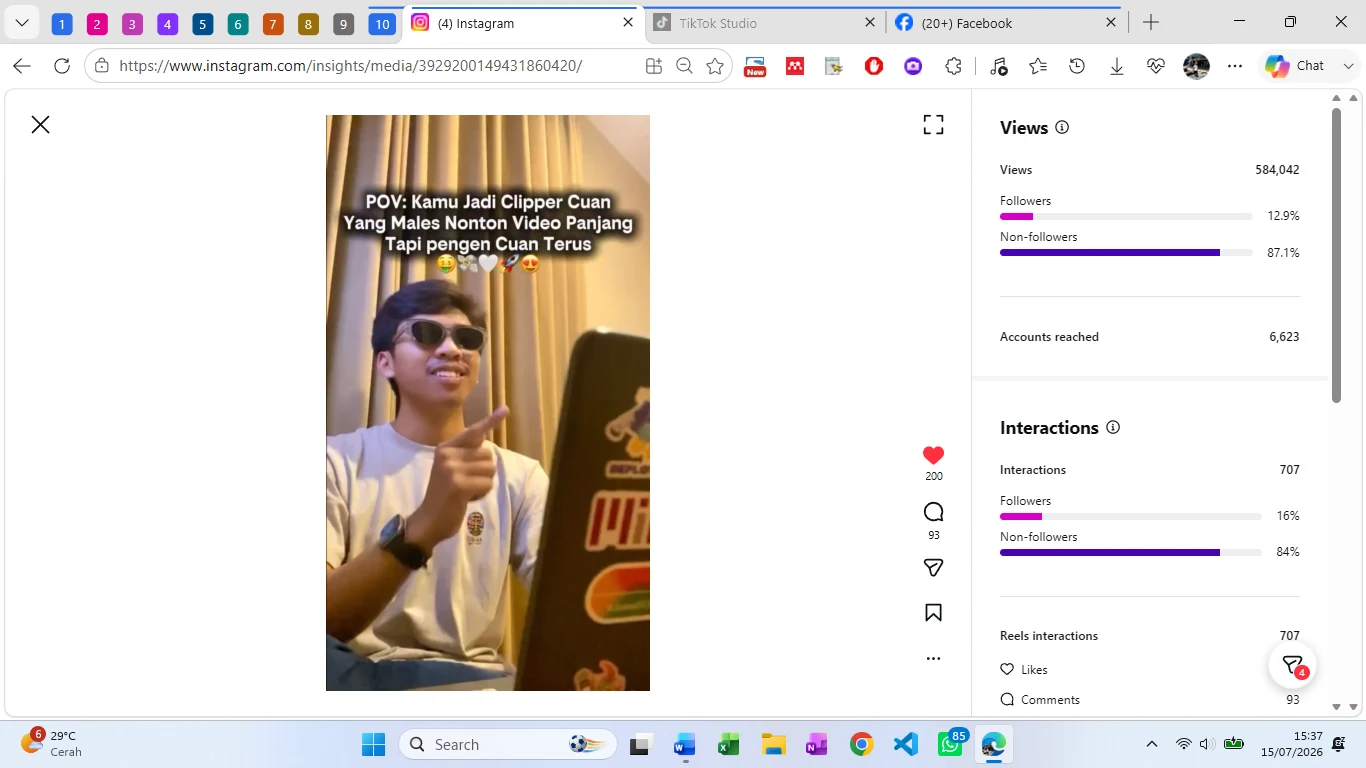 1
2
3
4
5
6
7
8
9
10
(4) Instagram
TikTok Studio
(20+) Facebook
https://www.instagram.com/insights/media/3929200149431860420/
New
Chat
POV: Kamu Jadi Clipper Cuan
Yang Males Nonton Video Panjang
Tapi pengen Cuan Terus
🤑💸🤍🚀😍
200
93
Views
Views 584,042
Followers
12.9%
Non-followers
87.1%
Accounts reached 6,623
Interactions
Interactions 707
Followers
16%
Non-followers
84%
Reels interactions 707
Likes
4
Comments 93
6
29°C
Cerah
Search
85
15:37
15/07/2026